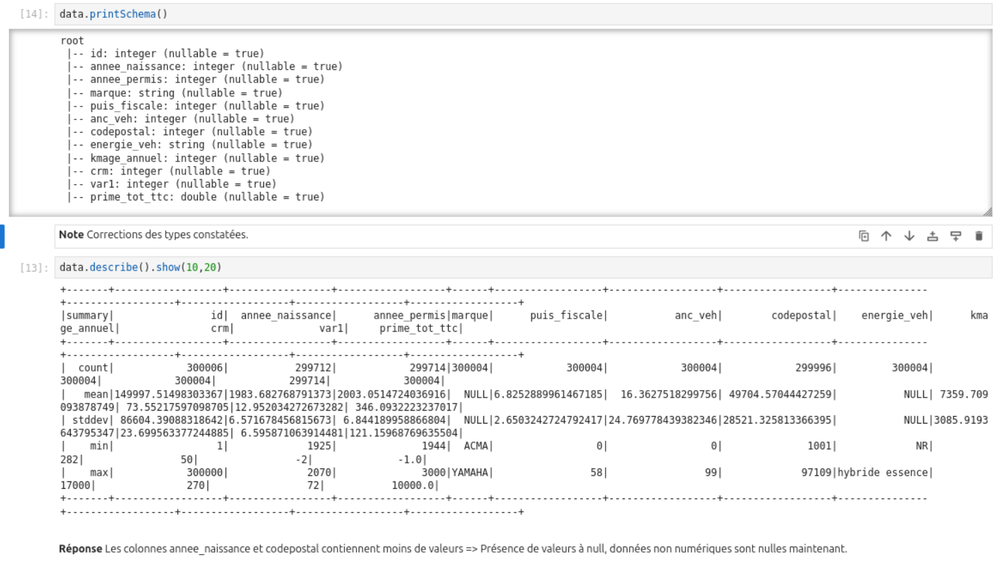 [14]: data.printSchema()
root
 |-- id: integer (nullable = true)
 |-- annee_naissance: integer (nullable = true)
 |-- annee_permis: integer (nullable = true)
 |-- marque: string (nullable = true)
 |-- puis_fiscale: integer (nullable = true)
 |-- anc_veh: integer (nullable = true)
 |-- codepostal: integer (nullable = true)
 |-- energie_veh: string (nullable = true)
 |-- kmage_annuel: integer (nullable = true)
 |-- crm: integer (nullable = true)
 |-- var1: integer (nullable = true)
 |-- prime_tot_ttc: double (nullable = true)
Note Corrections des types constatées.
[13]: data.describe().show(10,20)
+-------+------------------+-----------------+------------------+------+------------------+-----------------+------------------+---------------
+------------------+------------------+------------------+------------------+
|summary|                id|  annee_naissance|      annee_permis|marque|      puis_fiscale|          anc_veh|        codepostal|    energie_veh|      kma
ge_annuel|               crm|              var1|     prime_tot_ttc|
+-------+------------------+-----------------+------------------+------+------------------+-----------------+------------------+---------------
+------------------+------------------+------------------+------------------+
|  count|            300006|           299712|            299714|300004|            300004|           300004|            299996|         300004|
300004|            300004|            299714|            300004|
|   mean|149997.51498303367|1983.682768791373|2003.0514724036916|  NULL|6.8252889961467185| 16.3627518299756| 49704.57044427259|           NULL| 7359.709
093878749| 73.55217597098705|12.952034272673282| 346.0932223237017|
| stddev| 86604.39088318642|6.571678456815673| 6.844189958866804|  NULL|2.6503242724792417|24.769778439382346|28521.325813366395|           NULL|3085.9193
643795347|23.699563377244885| 6.595871063914481|121.15968769635504|
|    min|                 1|             1925|              1944|  ACMA|                 0|                0|              1001|             NR|
282|                50|                -2|              -1.0|
|    max|            300000|             2070|              3000|YAMAHA|                58|               99|             97109|hybride essence|
17000|               270|                72|           10000.0|
+-------+------------------+-----------------+------------------+------+------------------+-----------------+------------------+---------------
+------------------+------------------+------------------+------------------+
Réponse Les colonnes annee_naissance et codepostal contiennent moins de valeurs => Présence de valeurs à null, données non numériques sont nulles maintenant.